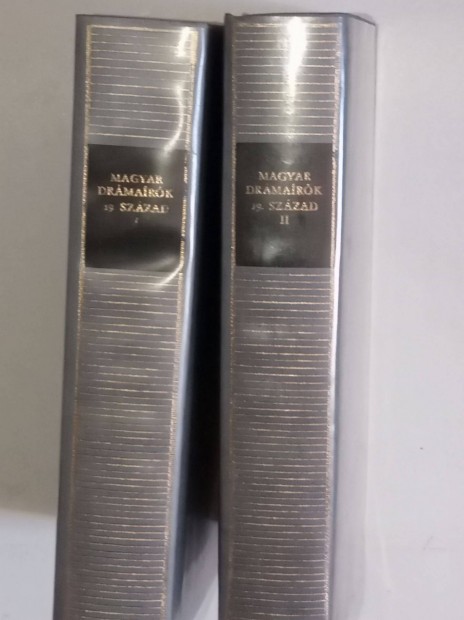 MAGYAR
DRÁMAÍRÓK
19. SZÁZAD
I
MAGYAR
DRÁMAÍRÓK
19. SZÁZAD
II